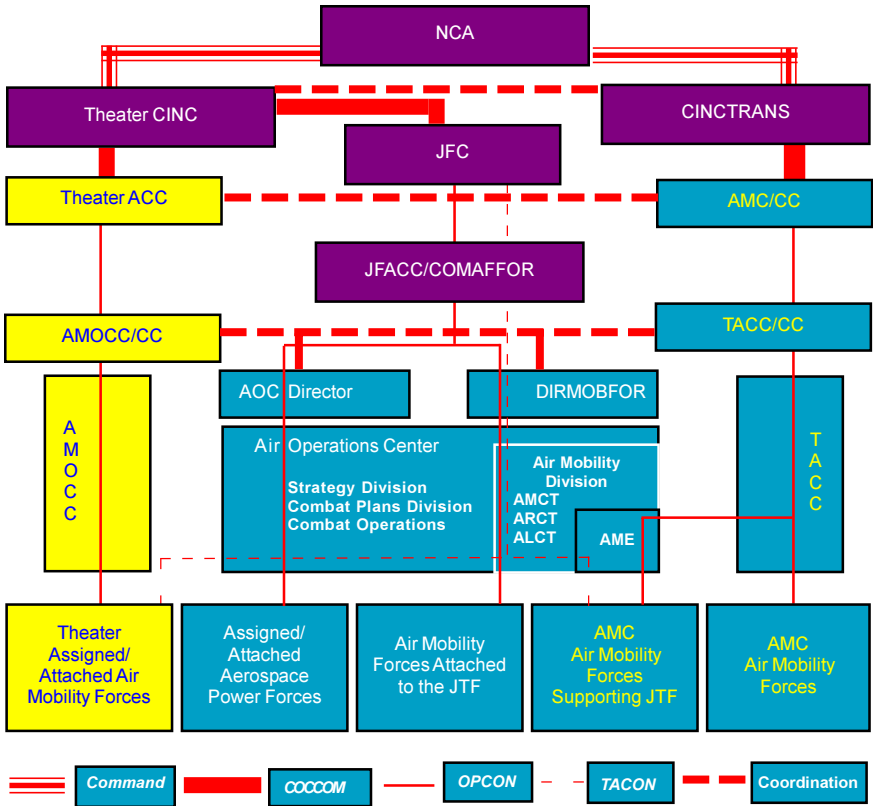 NCA
Theater CINC
CINCTRANS
JFC
Theater ACC
AMC/CC
JFACC/COMAFFOR
AMOCC/CC
TACC/CC
AOC Director
DIRMOBFOR
A
M
O
C
C
Air Operations Center
Strategy Division
Combat Plans Division
Combat Operations
Air Mobility
Division
AMCT
ARCT
ALCT
AME
T
A
C
C
Theater
Assigned/
Attached Air
Mobility Forces
Assigned/
Attached
Aerospace
Power Forces
Air Mobility
Forces Attached
to the JTF
AMC
Air Mobility
Forces
Supporting JTF
AMC
Air Mobility
Forces
Command
COCCOM
OPCON
TACON
Coordination